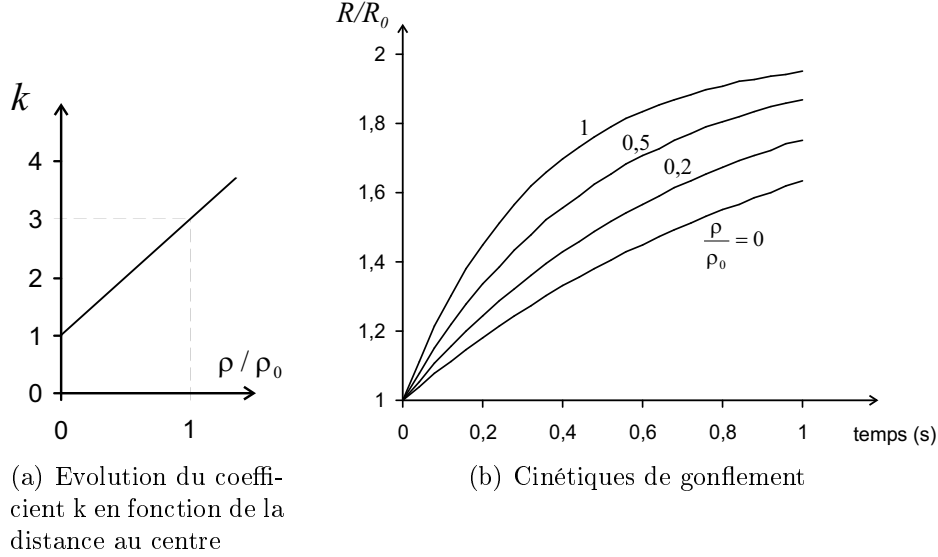 k
4
3
2
1
0
0
1
ρ / ρ₀
(a) Evolution du coeffi-
cient k en fonction de la
distance au centre
R/R₀
2
1,8
1,6
1,4
1,2
1
1
0,5
0,2
ρ/ρ₀ = 0
0
0,2
0,4
0,6
0,8
1
temps (s)
(b) Cinétiques de gonflement